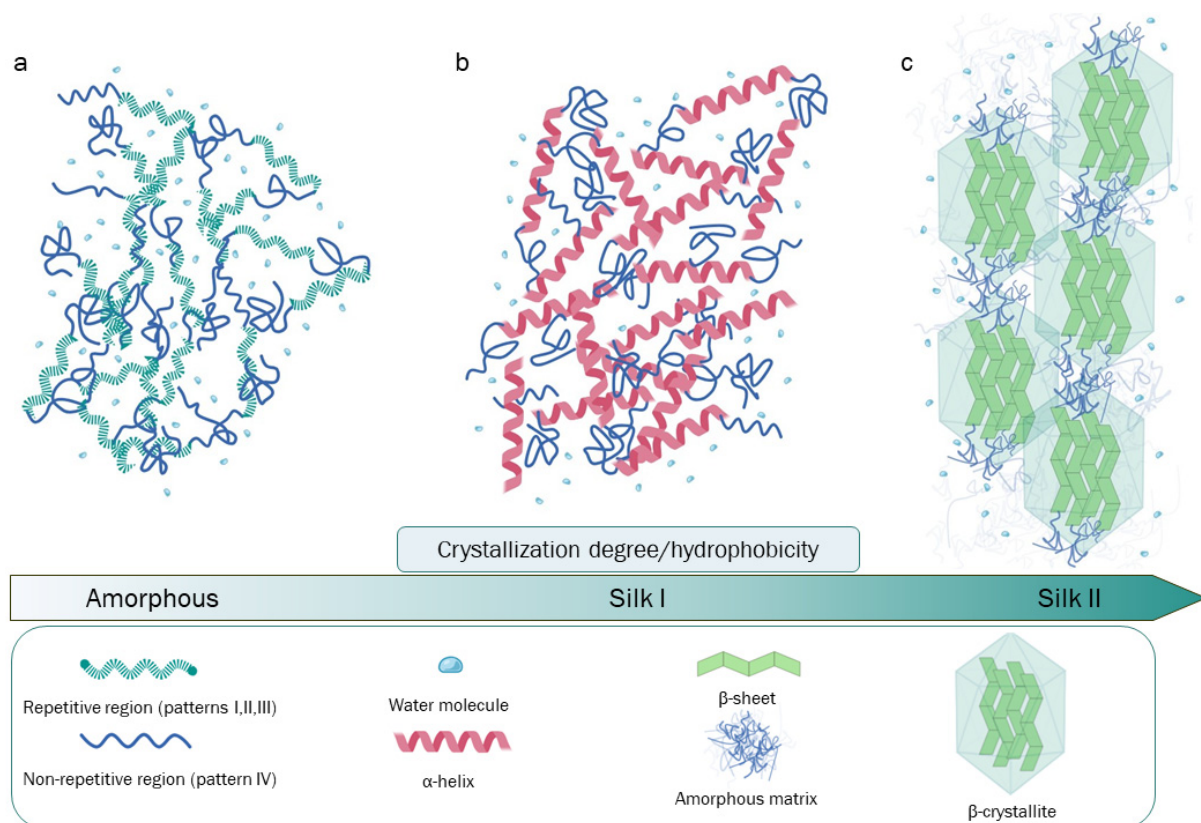 a
b
c
Crystallization degree/hydrophobicity
Amorphous
Silk I
Silk II
Repetitive region (patterns I,II,III)
Water molecule
β-sheet
Non-repetitive region (pattern IV)
α-helix
Amorphous matrix
β-crystallite